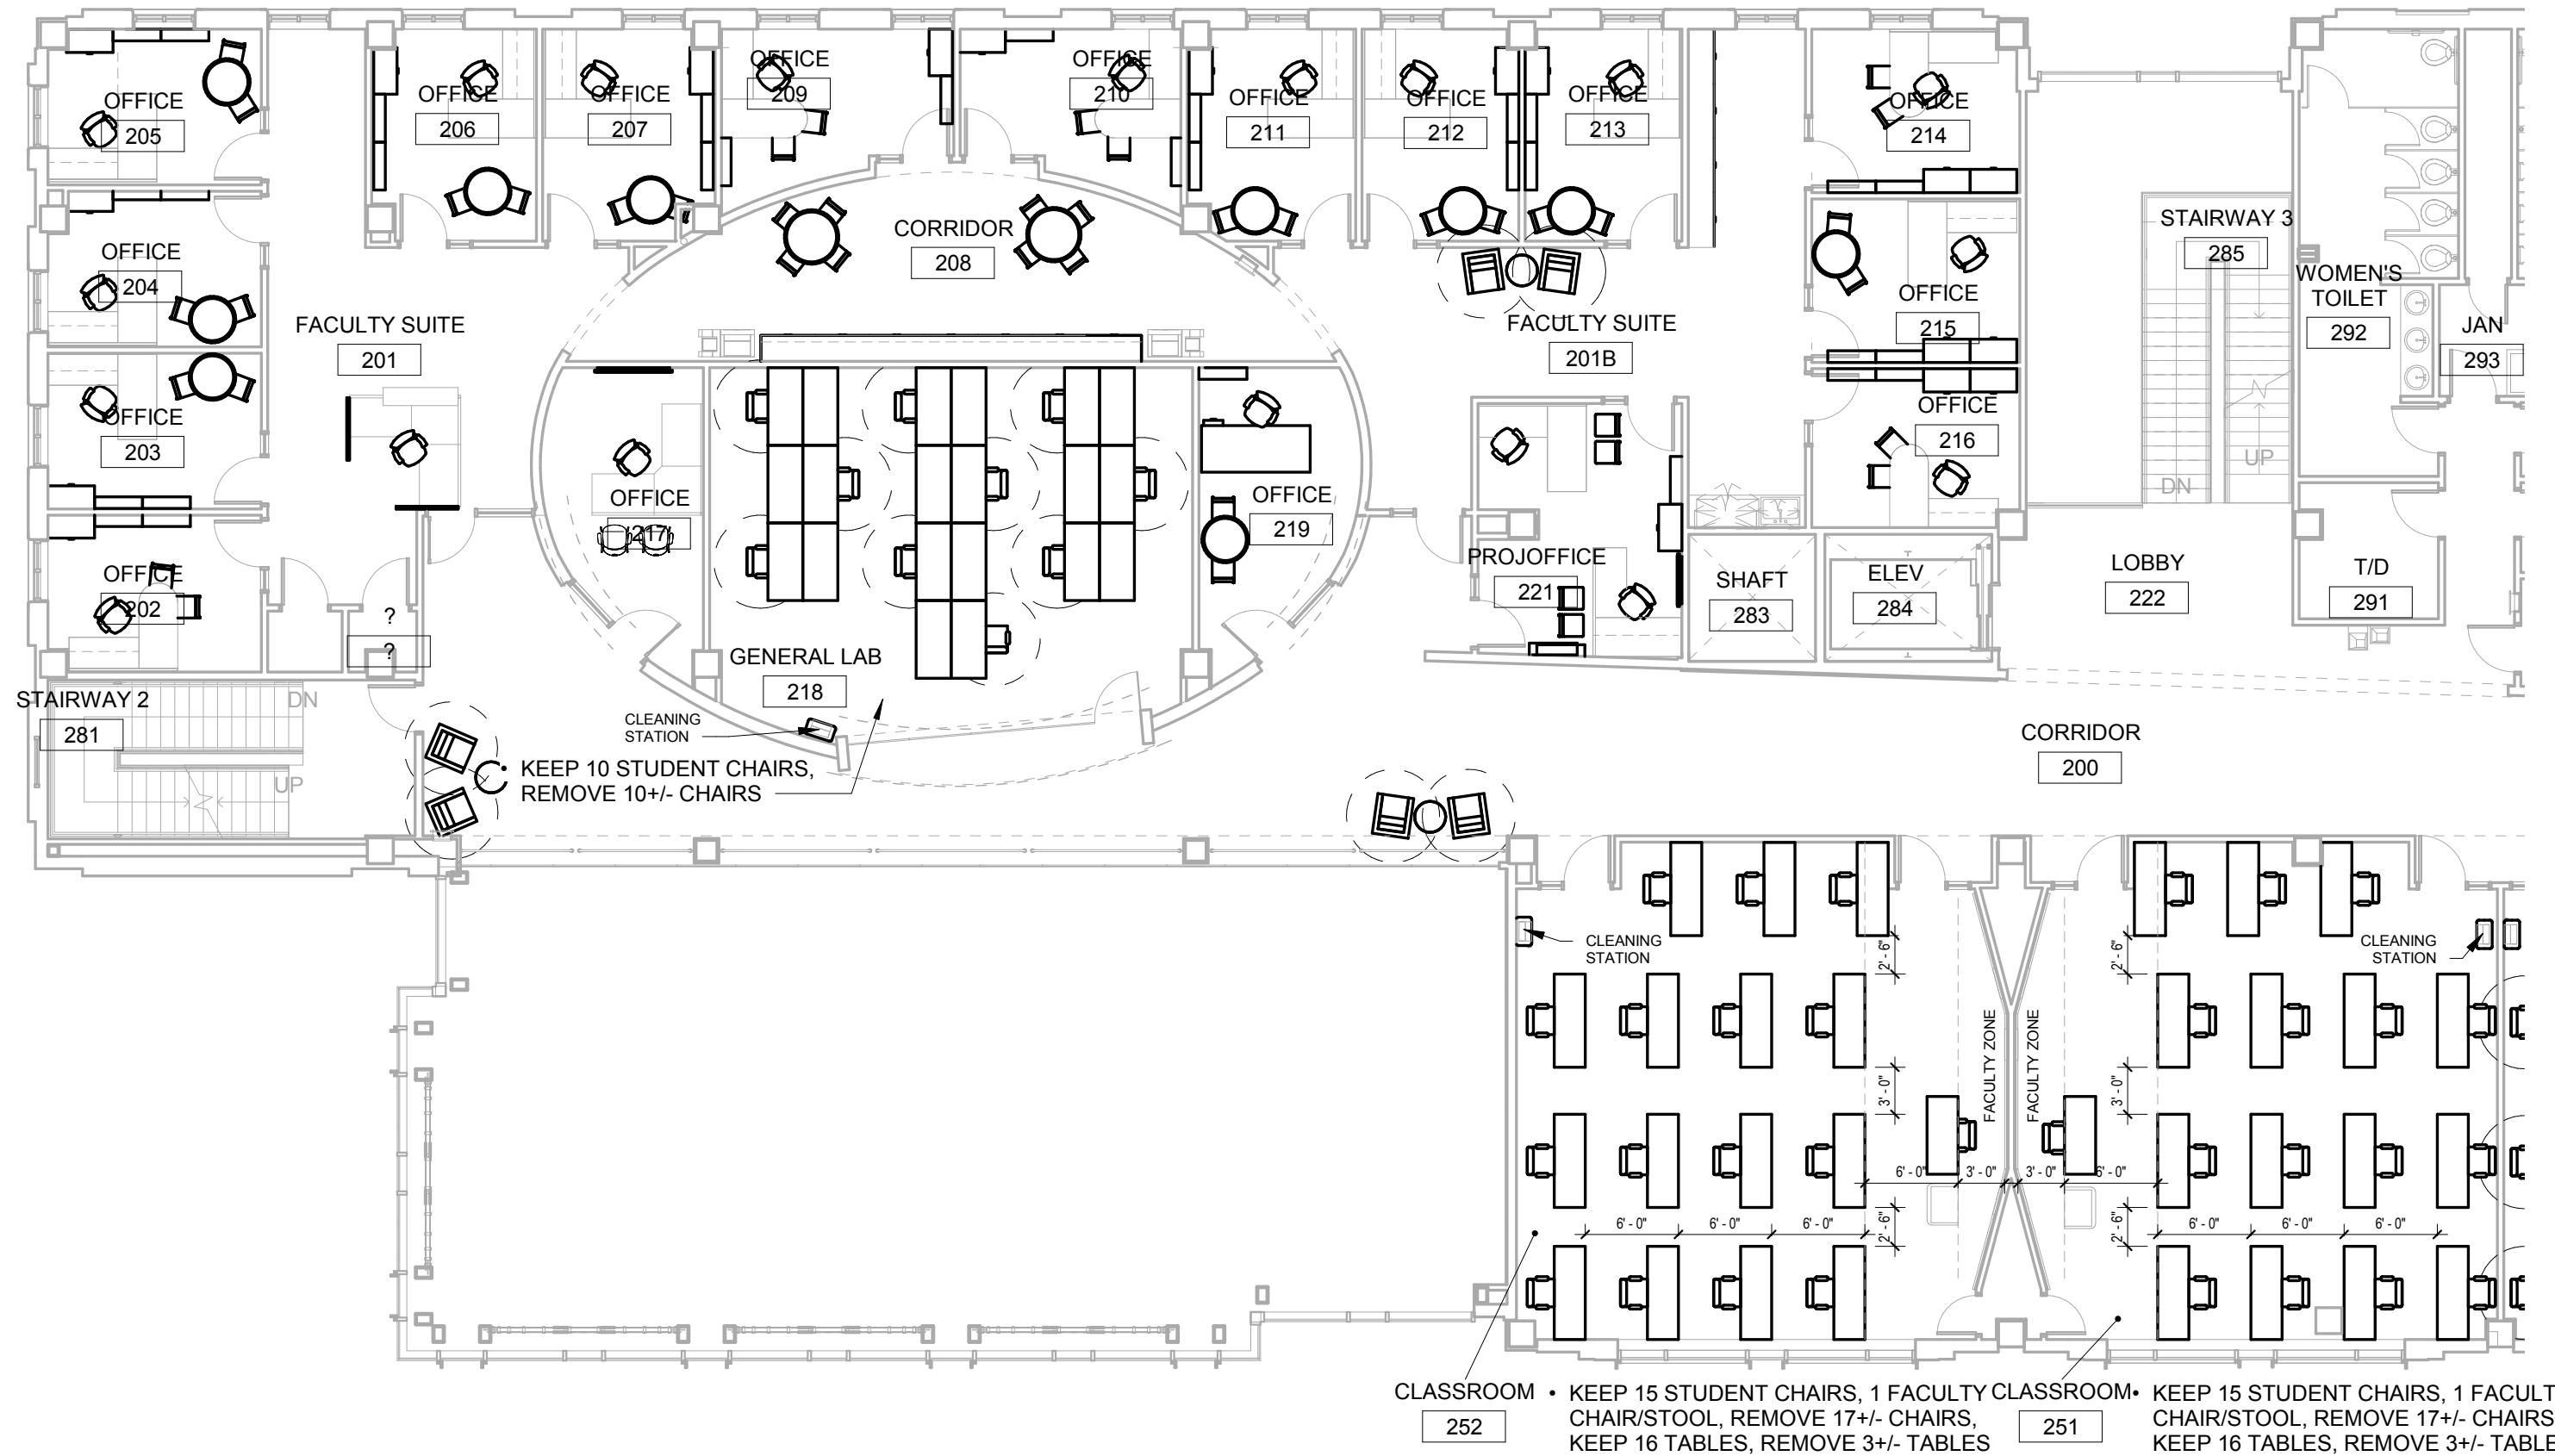 OFFICE
205
OFFICE
206
OFFICE
207
OFFICE
209
OFFICE
210
OFFICE
211
OFFICE
212
OFFICE
213
OFFICE
214
OFFICE
204
CORRIDOR
208
STAIRWAY 3
285
WOMEN'S
TOILET
292
JAN
293
FACULTY SUITE
201
FACULTY SUITE
201B
OFFICE
215
OFFICE
203
OFFICE
216
UP
DN
OFFICE
217
OFFICE
219
OFFICE
202
?
?
PROJOFFICE
221
SHAFT
283
ELEV
284
LOBBY
222
T/D
291
GENERAL LAB
218
STAIRWAY 2
281
DN
UP
CLEANING
STATION
• KEEP 10 STUDENT CHAIRS,
REMOVE 10+/- CHAIRS
CORRIDOR
200
CLEANING
STATION
CLEANING
STATION
2' - 6"
2' - 6"
FACULTY ZONE
FACULTY ZONE
3' - 0"
3' - 0"
6' - 0"
3' - 0"
3' - 0"
6' - 0"
6' - 0"
6' - 0"
6' - 0"
2' - 6"
2' - 6"
6' - 0"
6' - 0"
6' - 0"
CLASSROOM
252
• KEEP 15 STUDENT CHAIRS, 1 FACULTY
CHAIR/STOOL, REMOVE 17+/- CHAIRS,
KEEP 16 TABLES, REMOVE 3+/- TABLES
CLASSROOM
251
• KEEP 15 STUDENT CHAIRS, 1 FACULT
CHAIR/STOOL, REMOVE 17+/- CHAIRS
KEEP 16 TABLES, REMOVE 3+/- TABLE